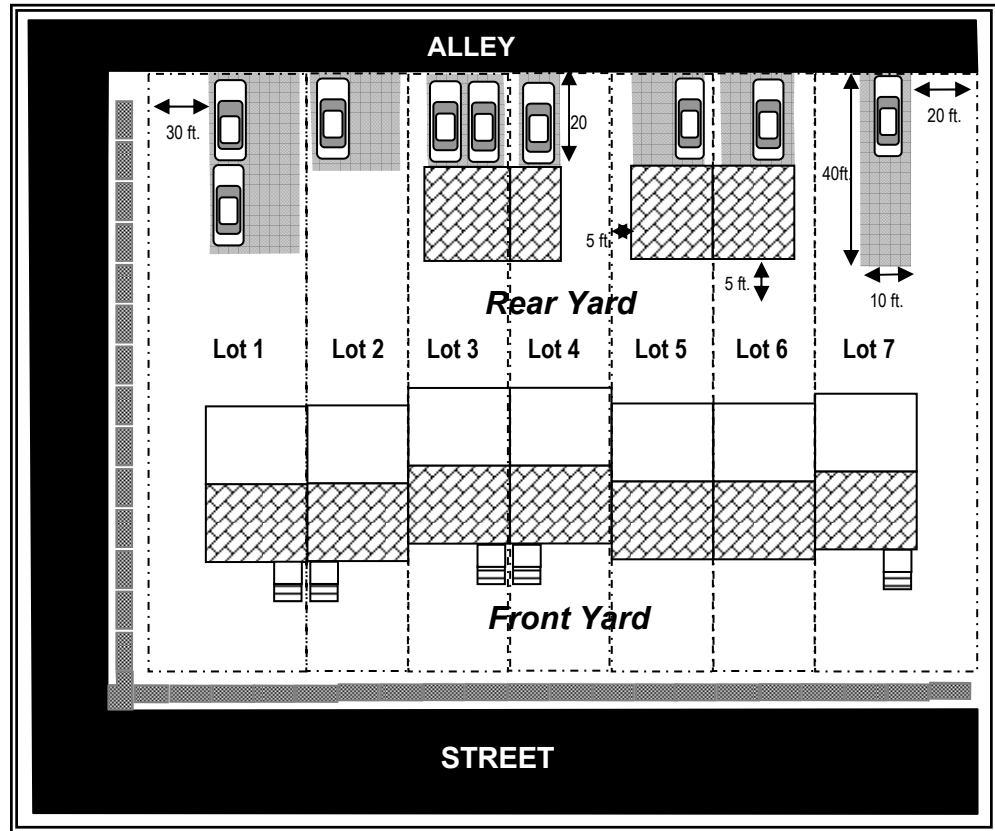 ALLEY
30 ft.
20
20 ft.
40ft.
5 ft.
5 ft.
10 ft.
Rear Yard
Lot 1
Lot 2
Lot 3
Lot 4
Lot 5
Lot 6
Lot 7
Front Yard
STREET